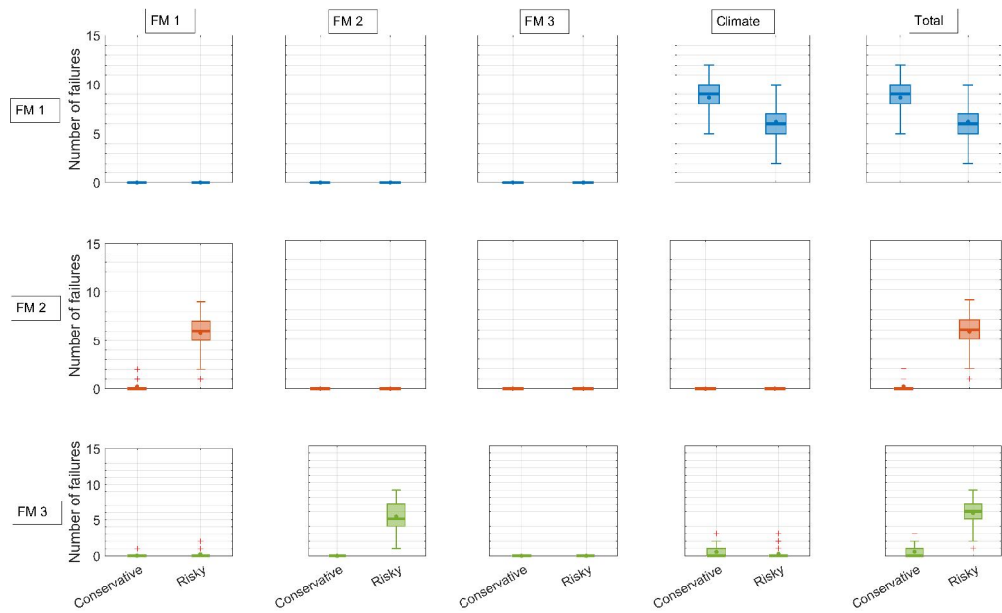 FM 1
FM 2
FM 3
Climate
Total
FM 1
Number of failures
15
10
5
0
FM 2
Number of failures
15
10
5
0
FM 3
Number of failures
15
10
5
0
Conservative
Risky
Conservative
Risky
Conservative
Risky
Conservative
Risky
Conservative
Risky